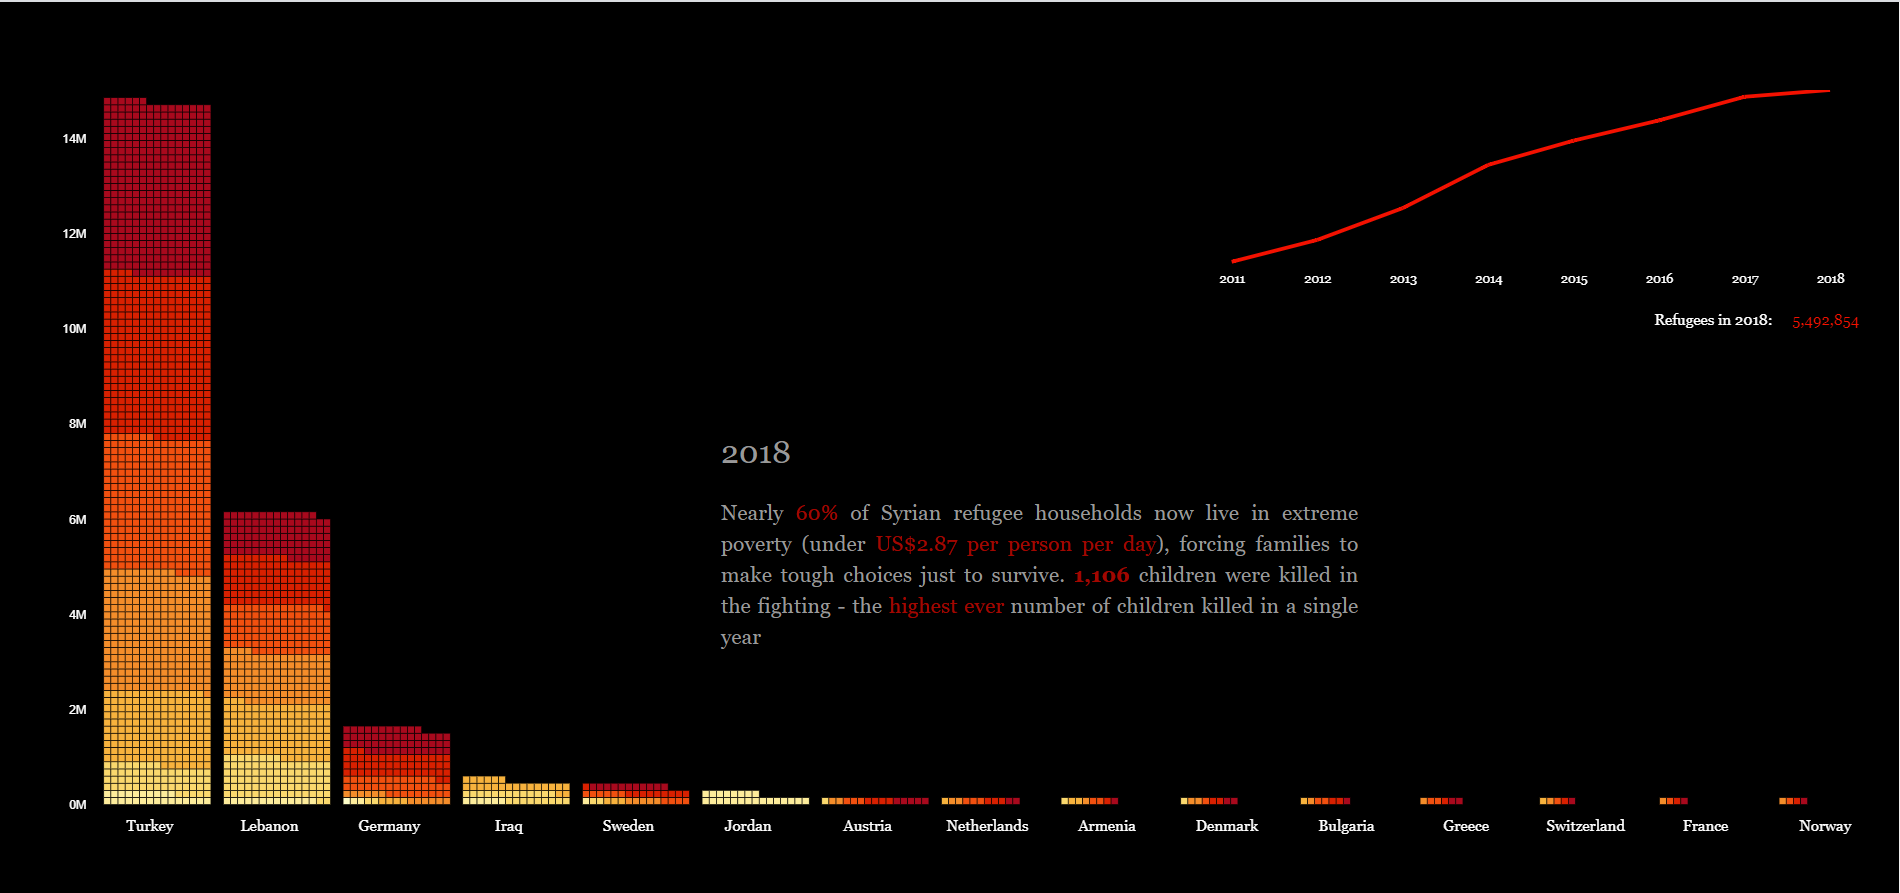 14M
12M
10M
8M
6M
4M
2M
0M
Turkey
Lebanon
Germany
Iraq
Sweden
Jordan
Austria
Netherlands
Armenia
Denmark
Bulgaria
Greece
Switzerland
France
Norway
2011
2012
2013
2014
2015
2016
2017
2018
Refugees in 2018: 5,492,854
2018
Nearly 60% of Syrian refugee households now live in extreme
poverty (under US$2.87 per person per day), forcing families to
make tough choices just to survive. 1,106 children were killed in
the fighting - the highest ever number of children killed in a single
year